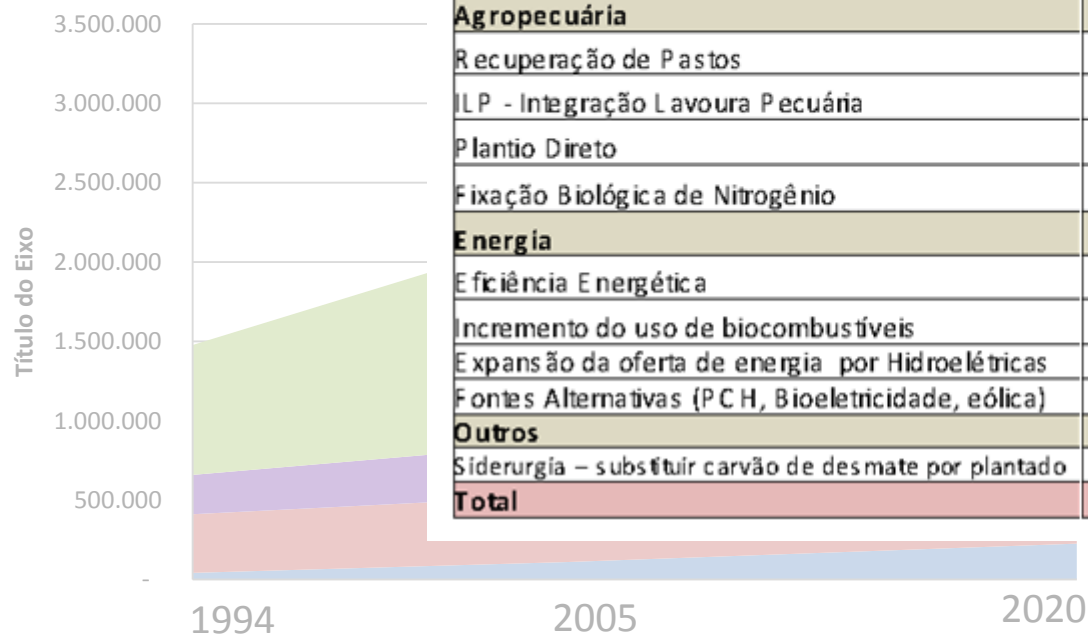 3.500.000
3.000.000
2.500.000
2.000.000
1.500.000
1.000.000
500.000
-
Título do Eixo
1994
2005
2020
Agropecuária
Recuperação de Pastos
ILP - Integração Lavoura Pecuária
Plantio Direto
Fixação Biológica de Nitrogênio
Energia
Eficiência Energética
Incremento do uso de biocombustíveis
Expansão da oferta de energia por Hidroelétricas
Fontes Alternativas (PCH, Bioeletricidade, eólica)
Outros
Siderurgia – substituir carvão de desmate por plantado
Total